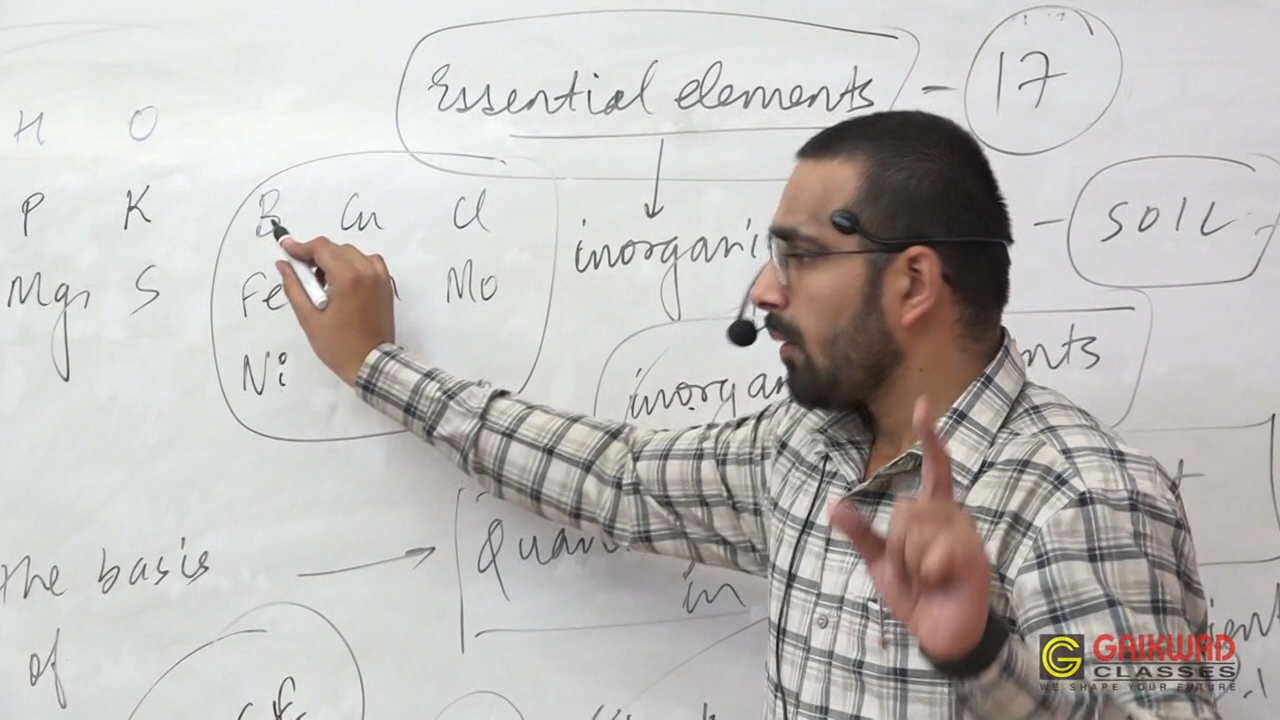 Essential elements - 17
H O
P K B Cu Cl
inorgani - SOIL -
Mg, S Fe Mo
Ni
inorgan nts
the basis
Quan
in
of
GAIKWAD
CLASSES
WE SHAPE YOUR FUTURE